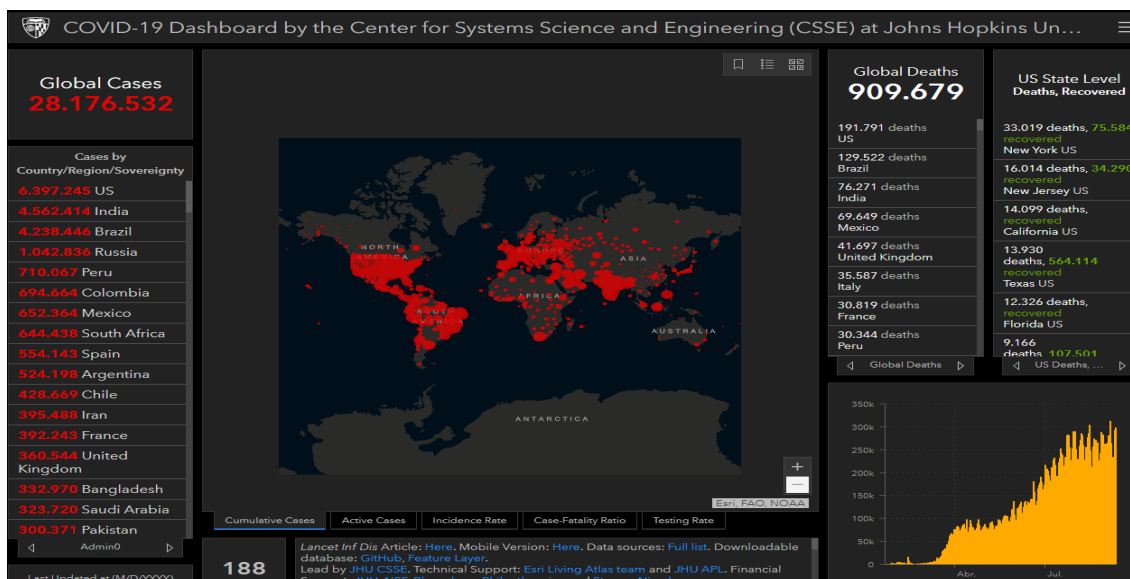 COVID-19 Dashboard by the Center for Systems Science and Engineering (CSSE) at Johns Hopkins Un...
Global Cases
28.176.532
Cases by
Country/Region/Sovereignty
6.397.245 US
4.562.414 India
4.238.446 Brazil
1.042.836 Russia
710.067 Peru
694.664 Colombia
652.364 Mexico
644.438 South Africa
554.143 Spain
524.198 Argentina
428.669 Chile
395.488 Iran
392.243 France
360.544 United
Kingdom
332.970 Bangladesh
323.720 Saudi Arabia
300.371 Pakistan
Admin0
Last Updated at (M/D/YYYY)
NORTH
AMERICA
SOUTH
AMERICA
EUROPE
AFRICA
ASIA
AUSTRALIA
ANTARCTICA
Esri, FAO, NOAA
Cumulative Cases
Active Cases
Incidence Rate
Case-Fatality Ratio
Testing Rate
188
Lancet Inf Dis Article: Here. Mobile Version: Here. Data sources: Full list. Downloadable
database: GitHub, Feature Layer.
Lead by JHU CSSE. Technical Support: Esri Living Atlas team and JHU APL. Financial
Global Deaths
909.679
191.791 deaths
US
129.522 deaths
Brazil
76.271 deaths
India
69.649 deaths
Mexico
41.697 deaths
United Kingdom
35.587 deaths
Italy
30.819 deaths
France
30.344 deaths
Peru
Global Deaths
US State Level
Deaths, Recovered
33.019 deaths, 75.584
recovered
New York US
16.014 deaths, 34.290
recovered
New Jersey US
14.099 deaths,
recovered
California US
13.930
deaths, 564.114
recovered
Texas US
12.326 deaths,
recovered
Florida US
9.166
deaths, 107.501
US Deaths, ...
350k
300k
250k
200k
150k
100k
50k
0
Abr.
Jul.